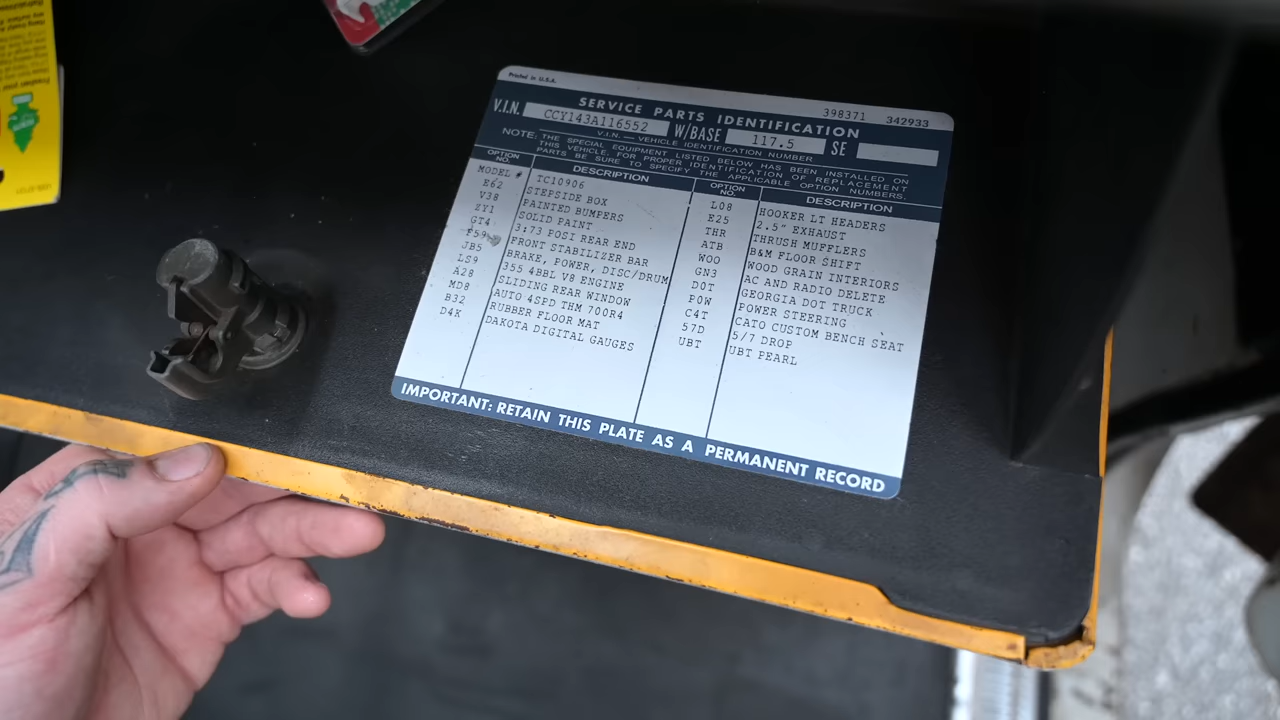 Printed in U.S.A.
398371 342933
SERVICE PARTS IDENTIFICATION
V.I.N. CCY143A116552 W/BASE 117.5 SE
V.I.N. — VEHICLE IDENTIFICATION NUMBER
NOTE: THE SPECIAL EQUIPMENT LISTED BELOW HAS BEEN INSTALLED ON
THIS VEHICLE. FOR PROPER IDENTIFICATION OF REPLACEMENT
PARTS BE SURE TO SPECIFY THE APPLICABLE OPTION NUMBERS.
OPTION NO. DESCRIPTION
MODEL # TC10906
E62 STEPSIDE BOX
V38 PAINTED BUMPERS
ZY1 SOLID PAINT
GT4 3:73 POSI REAR END
F59 FRONT STABILIZER BAR
JB5 BRAKE, POWER, DISC/DRUM
LS9 355 4BBL V8 ENGINE
A28 SLIDING REAR WINDOW
MD8 AUTO 4SPD THM 700R4
B32 RUBBER FLOOR MAT
D4K DAKOTA DIGITAL GAUGES
OPTION NO. DESCRIPTION
L08 HOOKER LT HEADERS
E25 2.5" EXHAUST
THR THRUSH MUFFLERS
ATB B&M FLOOR SHIFT
WOO WOOD GRAIN INTERIORS
GN3 AC AND RADIO DELETE
D0T GEORGIA DOT TRUCK
P0W POWER STEERING
C4T CATO CUSTOM BENCH SEAT
57D 5/7 DROP
UBT UBT PEARL
IMPORTANT: RETAIN THIS PLATE AS A PERMANENT RECORD